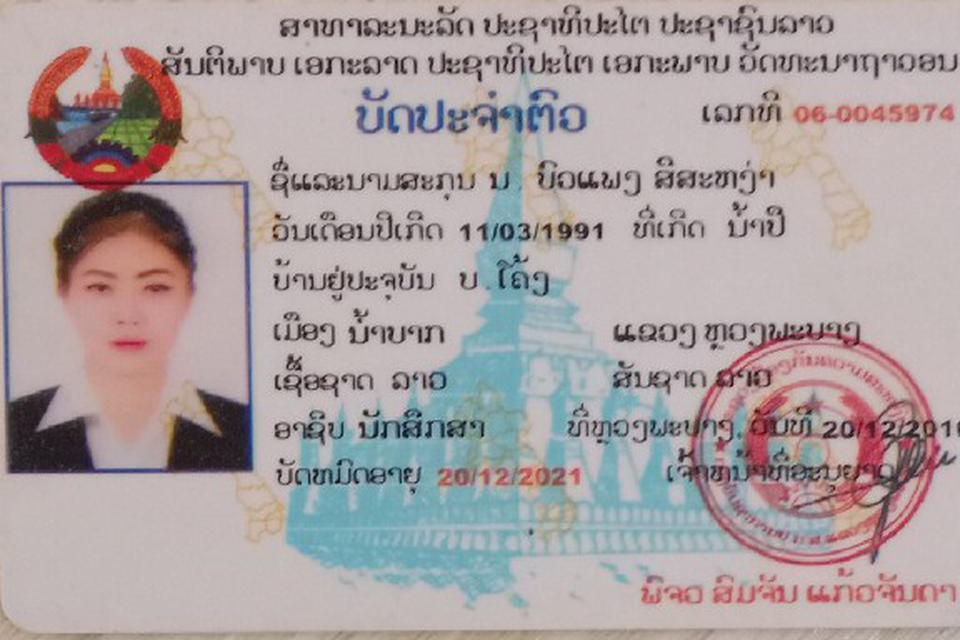 ສາທາລະນະລັດ ປະຊາທິປະໄຕ ປະຊາຊົນລາວ
ສັນຕິພາບ ເອກະລາດ ປະຊາທິປະໄຕ ເອກະພາບ ວັດທະນາຖາວອນ
ບັດປະຈຳຕົວ
ເລກທີ 06-0045974
ຊື່ແລະນາມສະກຸນ ນ. ບົວແພງ ສີສະຫງ່າ
ວັນເດືອນປີເກີດ 11/03/1991 ທີ່ເກີດ ນ້ຳປີ
ບ້ານຢູ່ປະຈຸບັນ ບ. ໂຄ້ງ
ເມືອງ ນ້ຳບາກ ແຂວງ ຫຼວງພະບາງ
ເຊື້ອຊາດ ລາວ ສັນຊາດ ລາວ
ອາຊີບ ນັກສຶກສາ ທີ່ຫຼວງພະບາງ, ວັນທີ 20/12/2016
ບັດຫມົດອາຍຸ 20/12/2021 ເຈົ້າຫນ້າທີ່ອະນຸຍາດ
ພິຈວ ສົມຈັນ ແກ້ວຈັນດາ